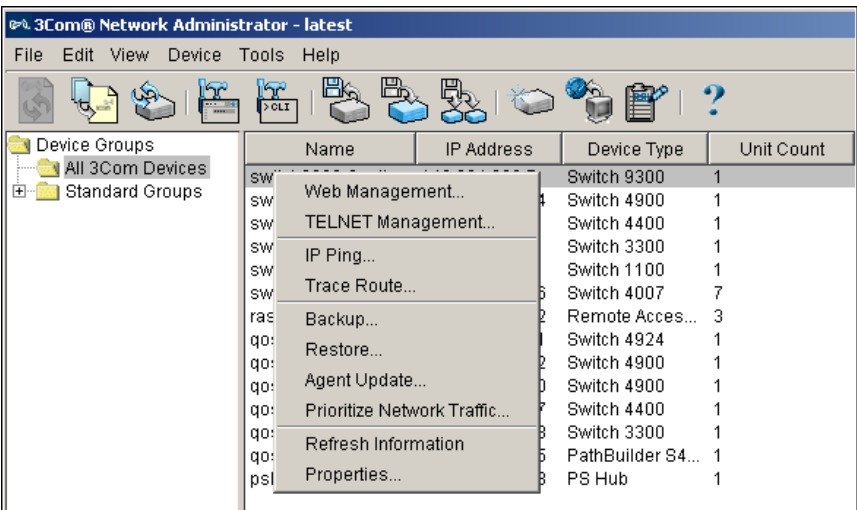 3Com® Network Administrator - latest
File Edit View Device Tools Help
>CLI
?
Device Groups
All 3Com Devices
Standard Groups
Name IP Address Device Type Unit Count
Switch 9300 1
Switch 4900 1
Switch 4400 1
Switch 3300 1
Switch 1100 1
Switch 4007 7
Remote Acces... 3
Switch 4924 1
Switch 4900 1
Switch 4900 1
Switch 4400 1
Switch 3300 1
PathBuilder S4... 1
PS Hub 1
Web Management...
TELNET Management...
IP Ping...
Trace Route...
Backup...
Restore...
Agent Update...
Prioritize Network Traffic...
Refresh Information
Properties...